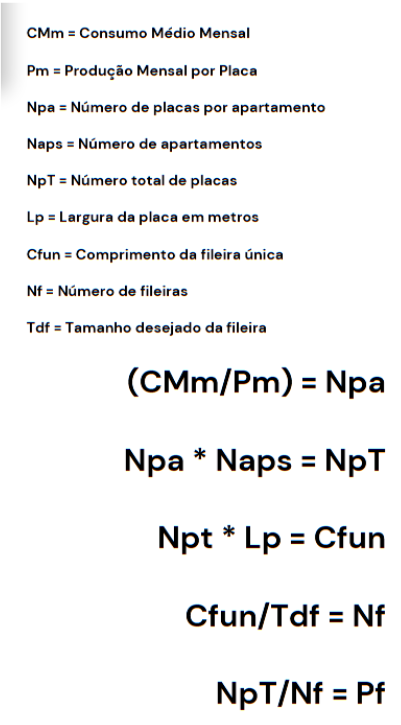 CMm = Consumo Médio Mensal
Pm = Produção Mensal por Placa
Npa = Número de placas por apartamento
Naps = Número de apartamentos
NpT = Número total de placas
Lp = Largura da placa em metros
Cfun = Comprimento da fileira única
Nf = Número de fileiras
Tdf = Tamanho desejado da fileira
(CMm/Pm) = Npa
Npa * Naps = NpT
Npt * Lp = Cfun
Cfun/Tdf = Nf
NpT/Nf = Pf